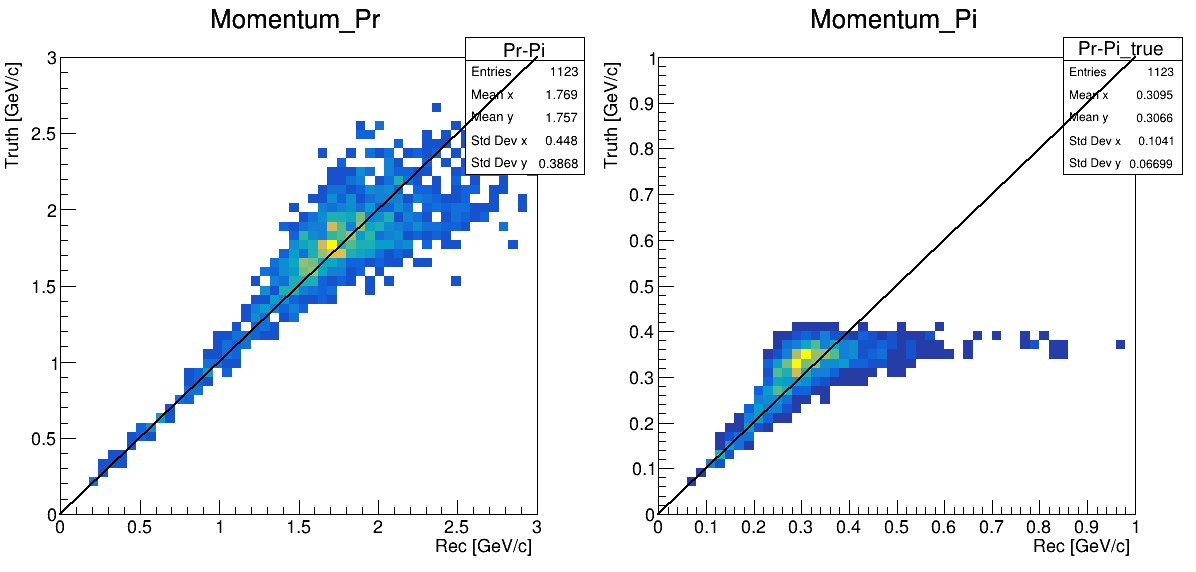 Momentum_Pr
Pr-Pi
Entries 1123
Mean x 1.769
Mean y 1.757
Std Dev x 0.448
Std Dev y 0.3868
Truth [GeV/c]
3
2.5
2
1.5
1
0.5
0
0 0.5 1 1.5 2 2.5 3
Rec [GeV/c]
Momentum_Pi
Pr-Pi_true
Entries 1123
Mean x 0.3095
Mean y 0.3066
Std Dev x 0.1041
Std Dev y 0.06699
Truth [GeV/c]
1
0.9
0.8
0.7
0.6
0.5
0.4
0.3
0.2
0.1
0
0 0.1 0.2 0.3 0.4 0.5 0.6 0.7 0.8 0.9 1
Rec [GeV/c]